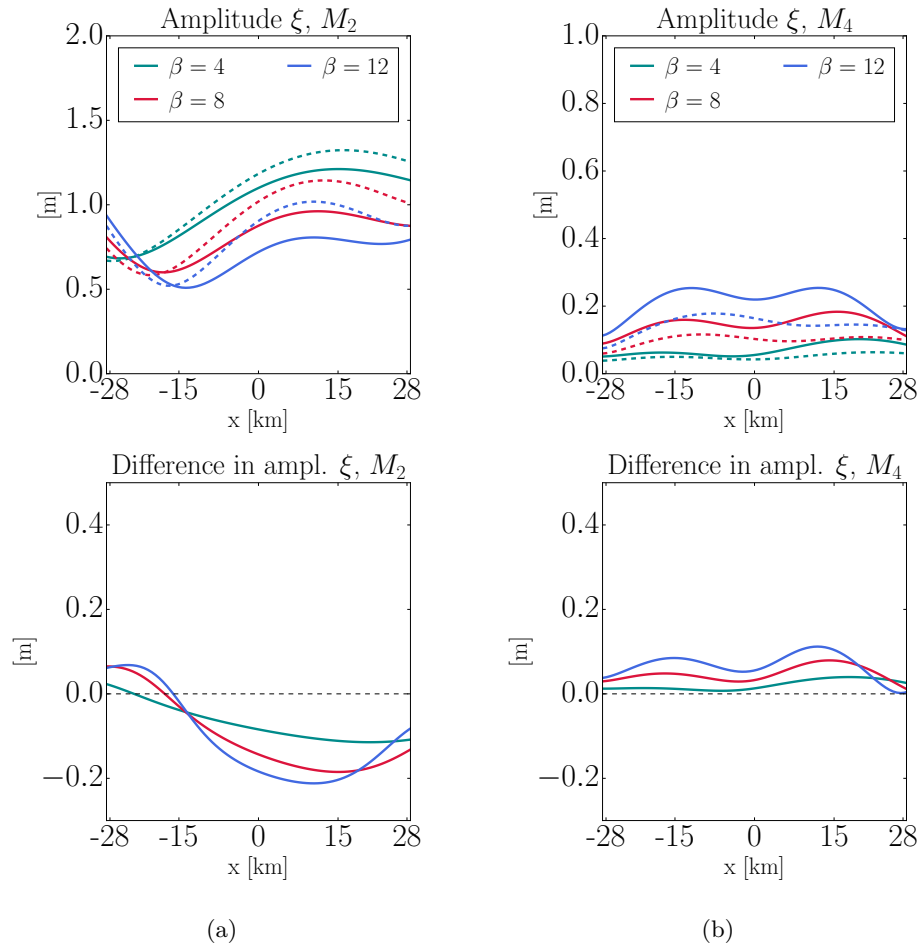 Amplitude ξ, M₂
2.0
1.5
1.0
0.5
0.0
[m]
β = 4
β = 12
β = 8
-28 -15 0 15 28
x [km]
Amplitude ξ, M₄
1.0
0.8
0.6
0.4
0.2
0.0
[m]
β = 4
β = 12
β = 8
-28 -15 0 15 28
x [km]
Difference in ampl. ξ, M₂
0.4
0.2
0.0
−0.2
[m]
-28 -15 0 15 28
x [km]
Difference in ampl. ξ, M₄
0.4
0.2
0.0
−0.2
[m]
-28 -15 0 15 28
x [km]
(a)
(b)